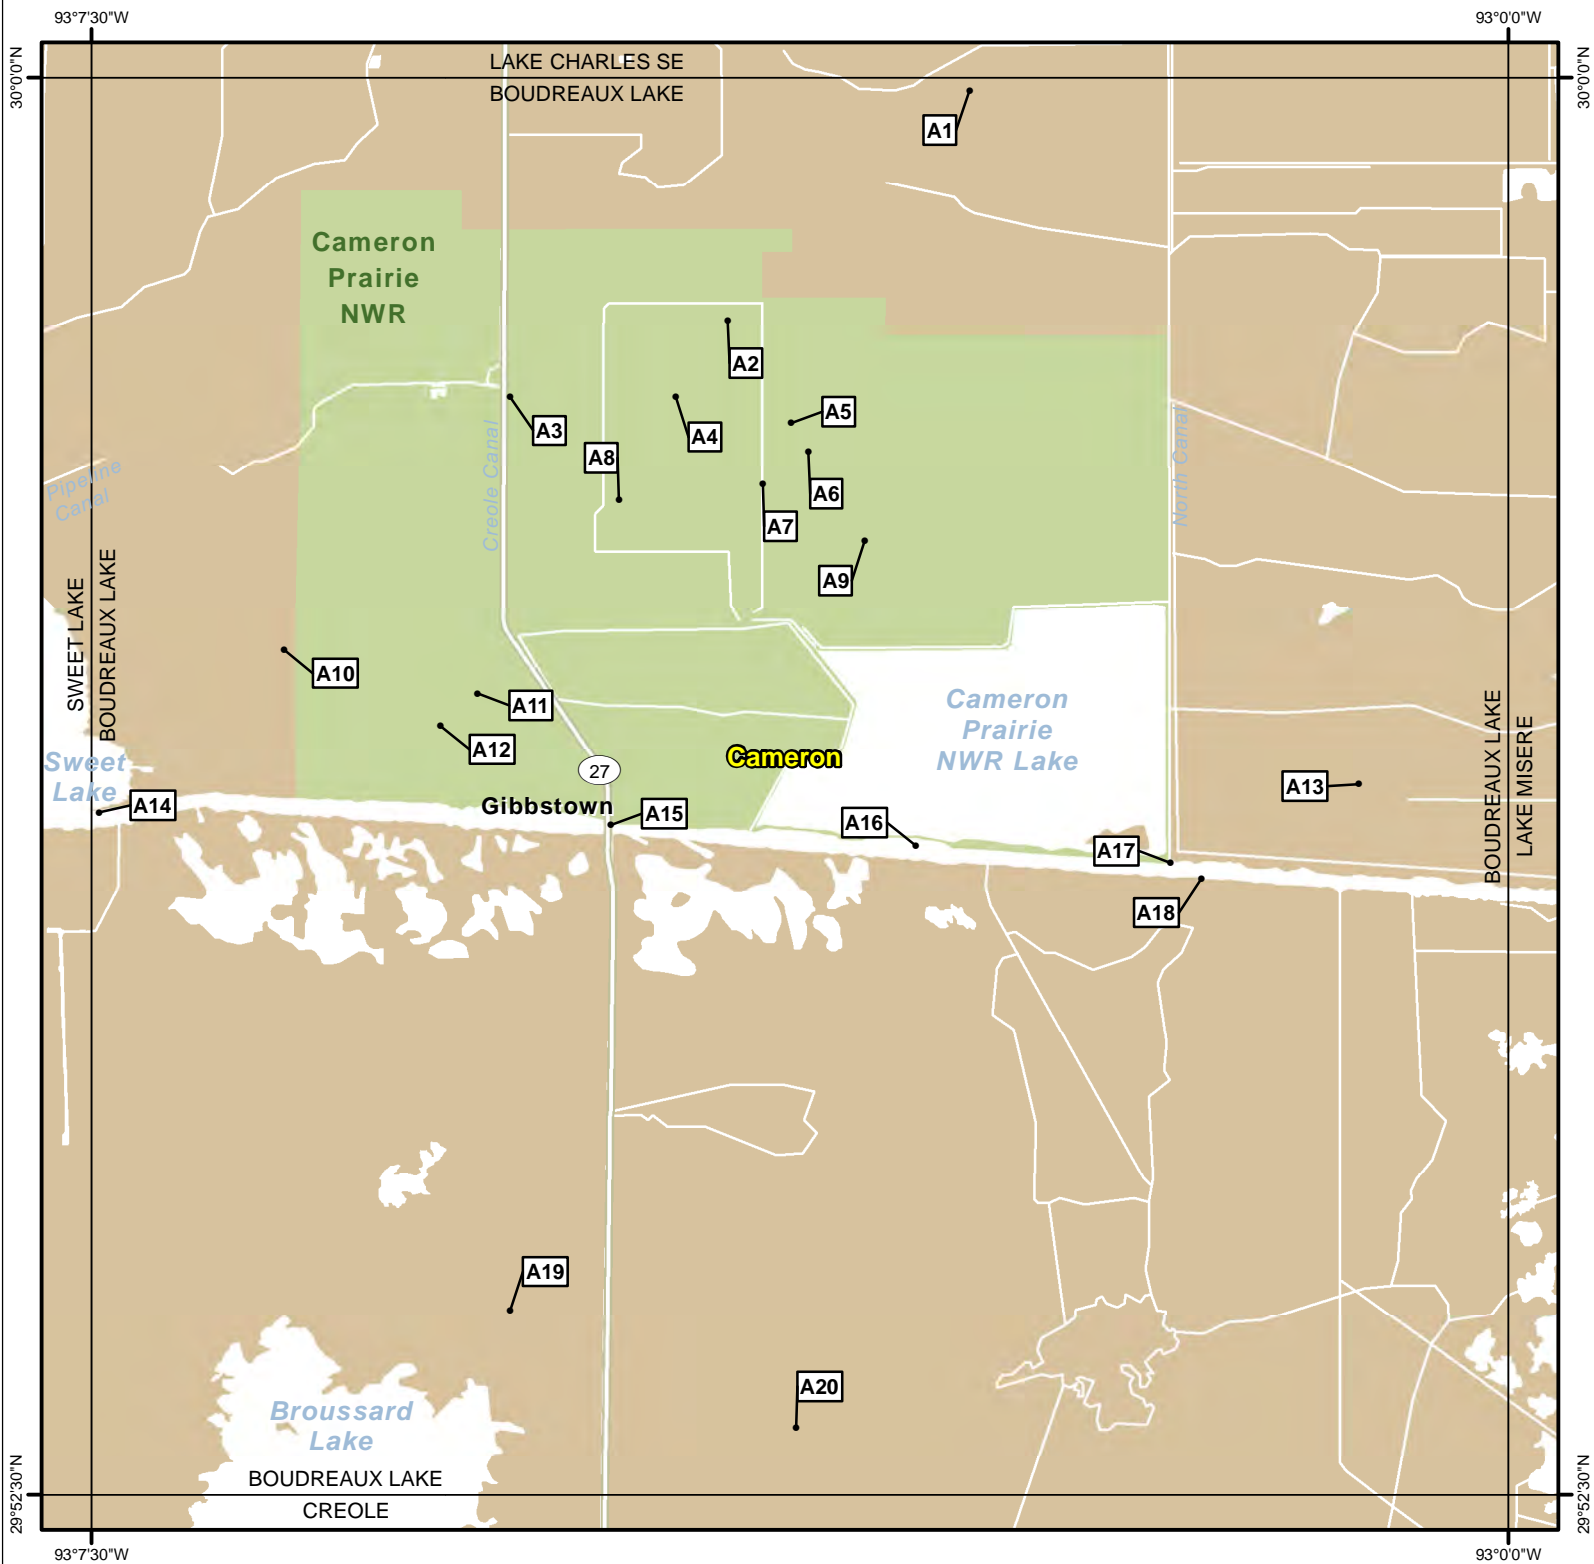 93°7'30"W
93°0'0"W
30°0'0"N
30°0'0"N
LAKE CHARLES SE
BOUDREAUX LAKE
A1
Cameron
Prairie
NWR
A2
A3
A4
A5
A8
A6
A7
Creole Canal
North Canal
Pipeline
Canal
A9
SWEET LAKE
BOUDREAUX LAKE
A10
A11
A12
Cameron
Prairie
NWR Lake
BOUDREAUX LAKE
LAKE MISERE
Sweet
Lake
27
Cameron
A13
A14
Gibbstown
A15
A16
A17
A18
A19
A20
Broussard
Lake
BOUDREAUX LAKE
CREOLE
29°52'30"N
29°52'30"N
93°7'30"W
93°0'0"W